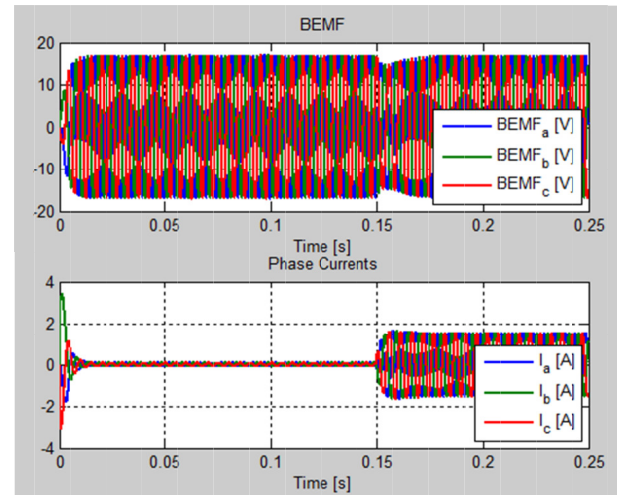 BEMF
20
10
0
-10
-20
BEMFa [V]
BEMFb [V]
BEMFc [V]
0 0.05 0.1 0.15 0.2 0.25
Time [s]
Phase Currents
4
2
0
-2
-4
Ia [A]
Ib [A]
Ic [A]
0 0.05 0.1 0.15 0.2 0.25
Time [s]